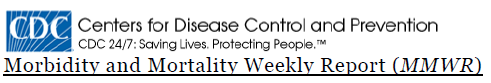 CDC Centers for Disease Control and Prevention
CDC 24/7: Saving Lives. Protecting People.™
Morbidity and Mortality Weekly Report (MMWR)